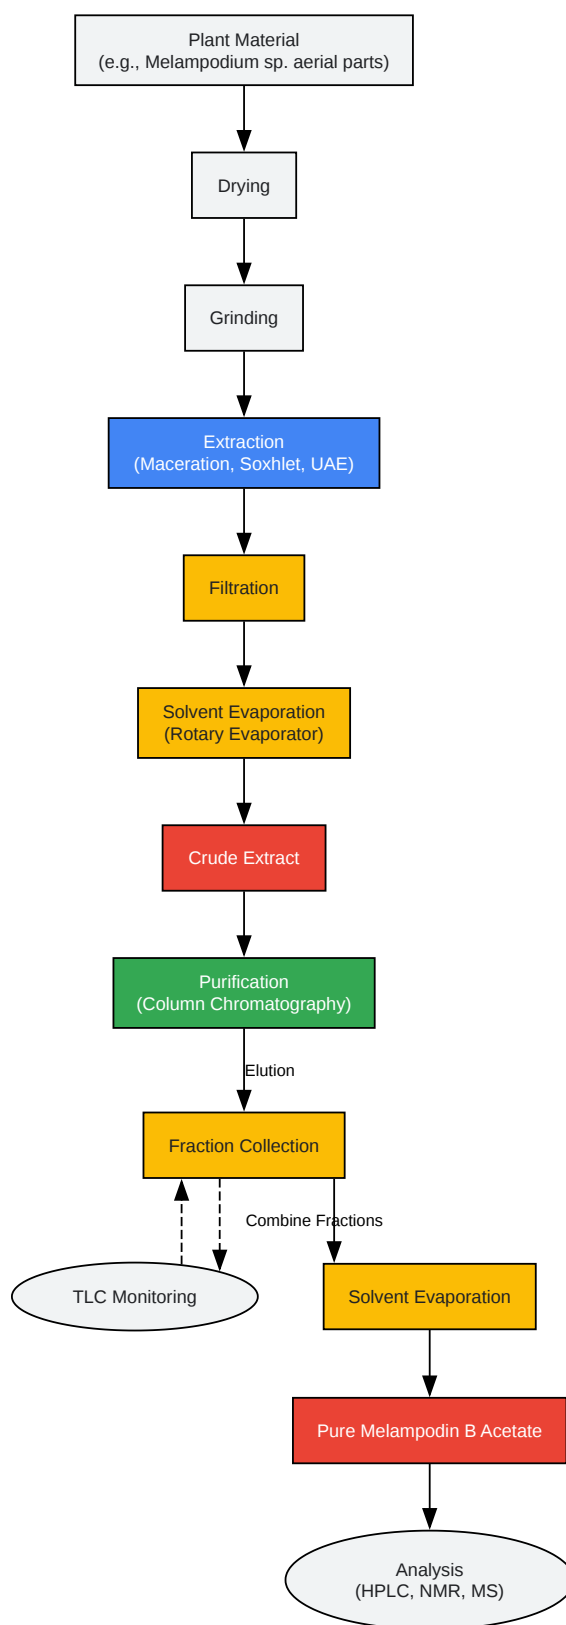 Plant Material
(e.g., Melampodium sp. aerial parts)
Drying
Grinding
Extraction
(Maceration, Soxhlet, UAE)
Filtration
Solvent Evaporation
(Rotary Evaporator)
Crude Extract
Purification
(Column Chromatography)
Elution
Fraction Collection
Combine Fractions
TLC Monitoring
Solvent Evaporation
Pure Melampodin B Acetate
Analysis
(HPLC, NMR, MS)